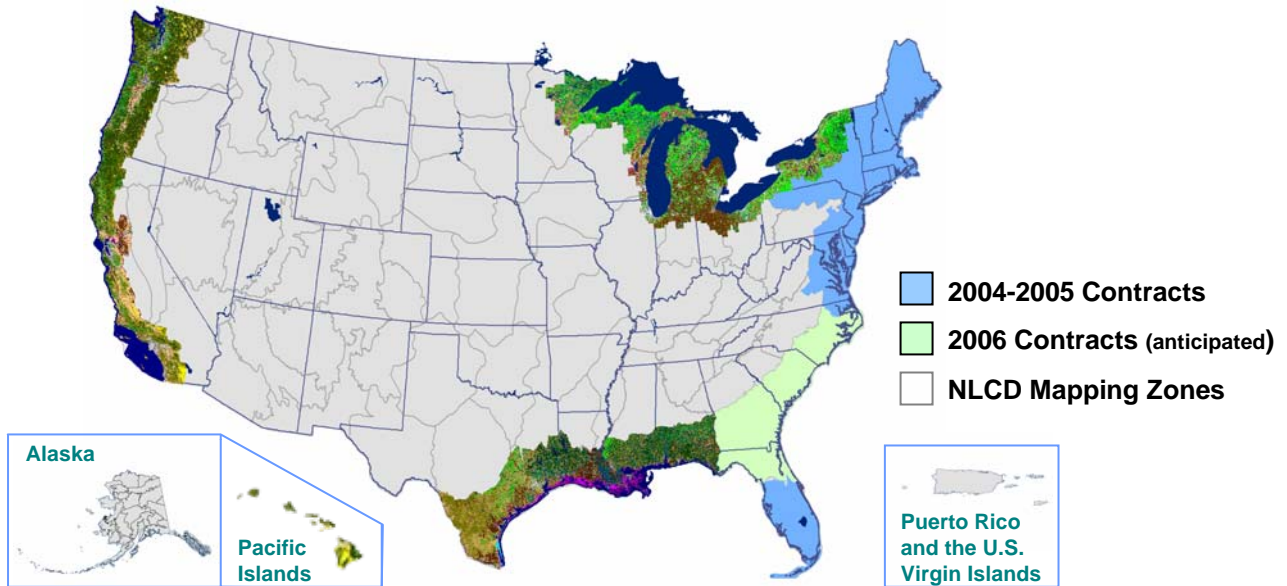 2004-2005 Contracts
2006 Contracts (anticipated)
NLCD Mapping Zones
Alaska
Pacific
Islands
Puerto Rico
and the U.S.
Virgin Islands